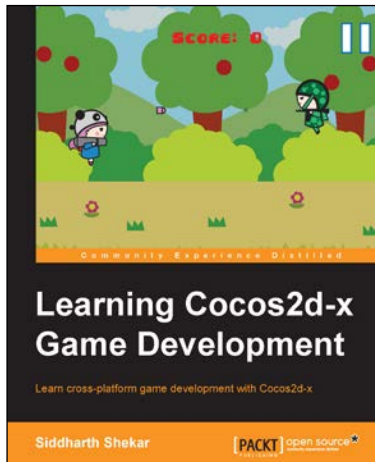 SCORE: 0
Community Experience Distilled
Learning Cocos2d-x
Game Development
Learn cross-platform game development with Cocos2d-x
Siddharth Shekar
[PACKT] open source*
PUBLISHING